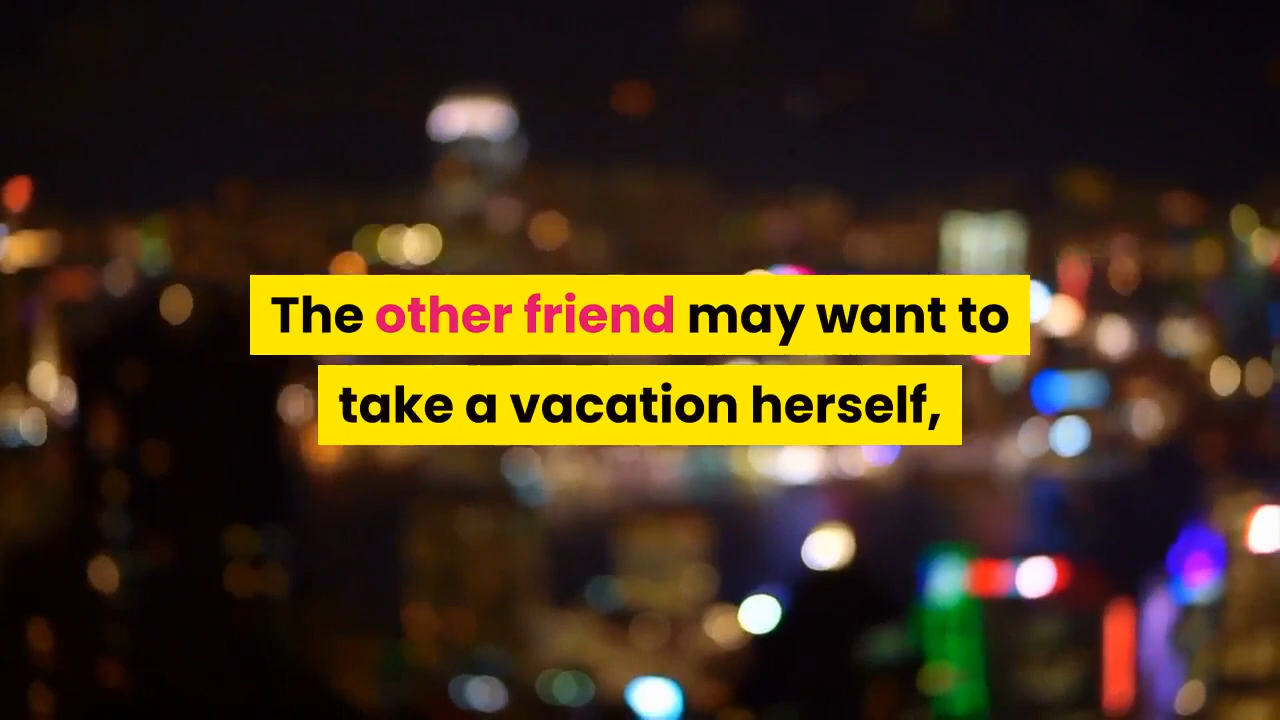 The other friend may want to
take a vacation herself,